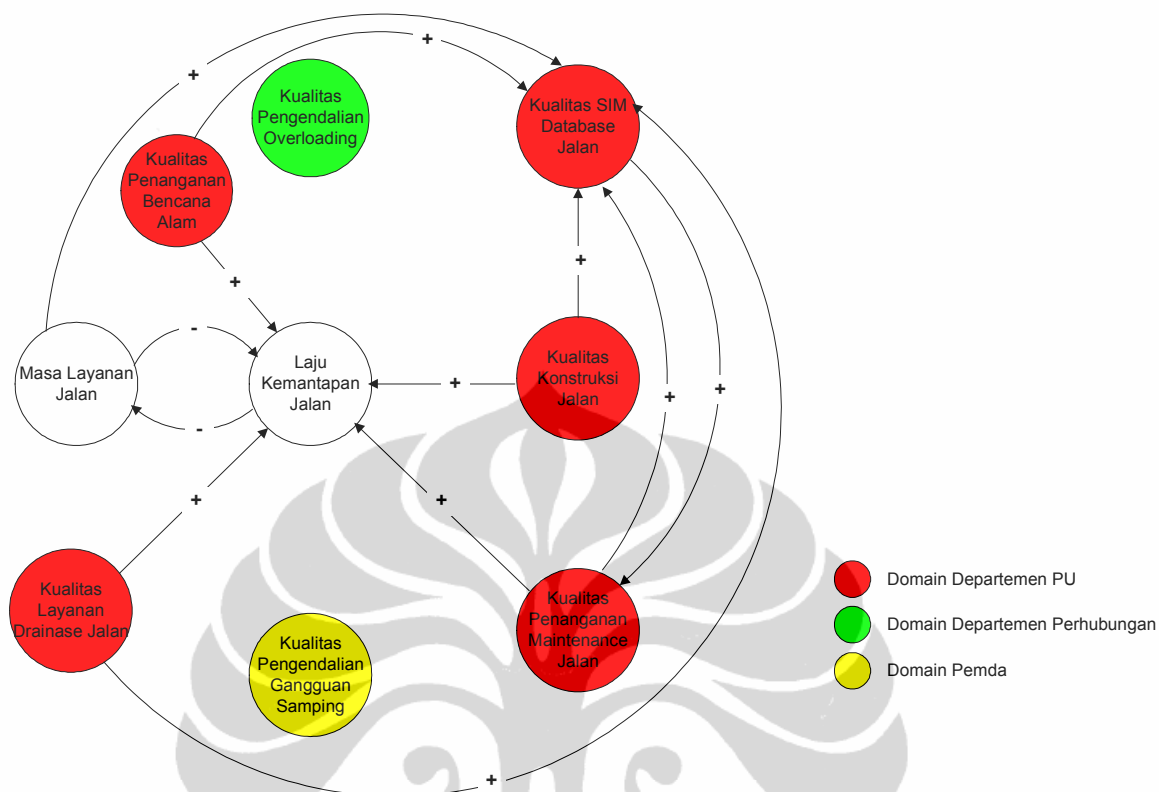 +
+
Kualitas
Pengendalian
Overloading
Kualitas SIM
Database
Jalan
Kualitas
Penanganan
Bencana
Alam
+
+
Masa Layanan
Jalan
-
Laju
Kemantapan
Jalan
-
+
Kualitas
Konstruksi
Jalan
+
+
+
+
Kualitas
Layanan
Drainase Jalan
Kualitas
Pengendalian
Gangguan
Samping
Kualitas
Penanganan
Maintenance
Jalan
+
Domain Departemen PU
Domain Departemen Perhubungan
Domain Pemda